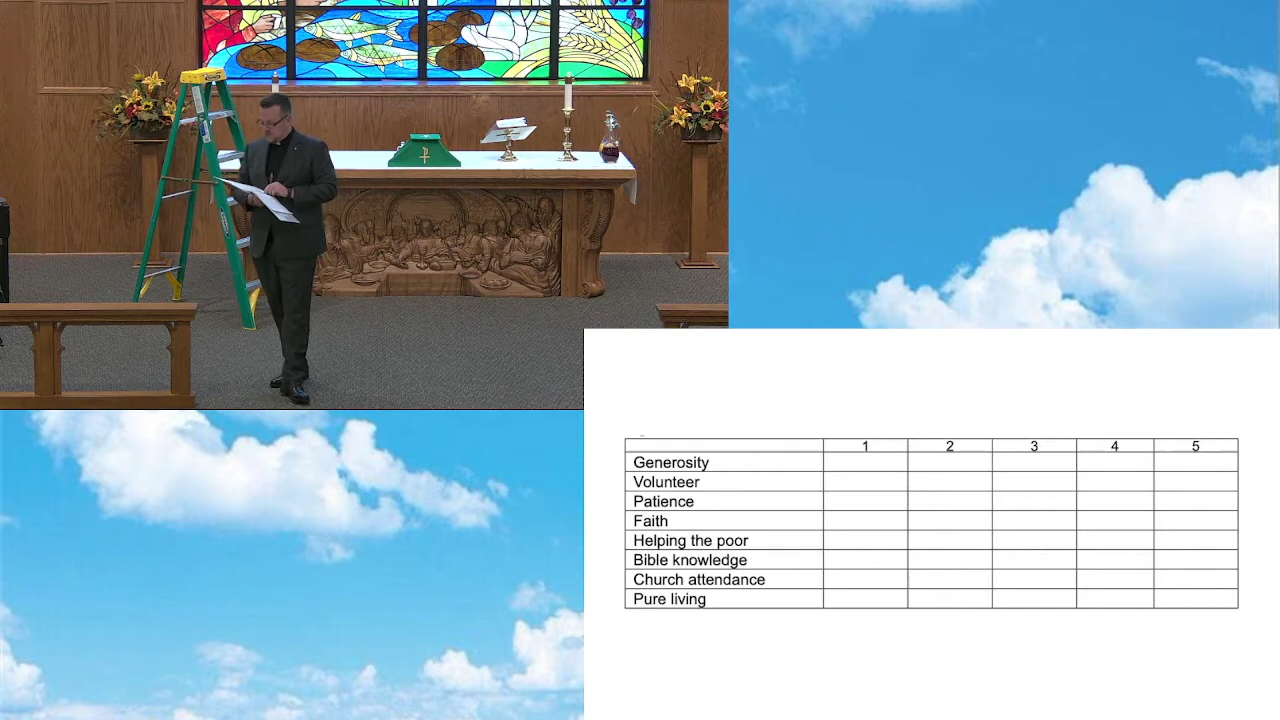 1 2 3 4 5
Generosity
Volunteer
Patience
Faith
Helping the poor
Bible knowledge
Church attendance
Pure living